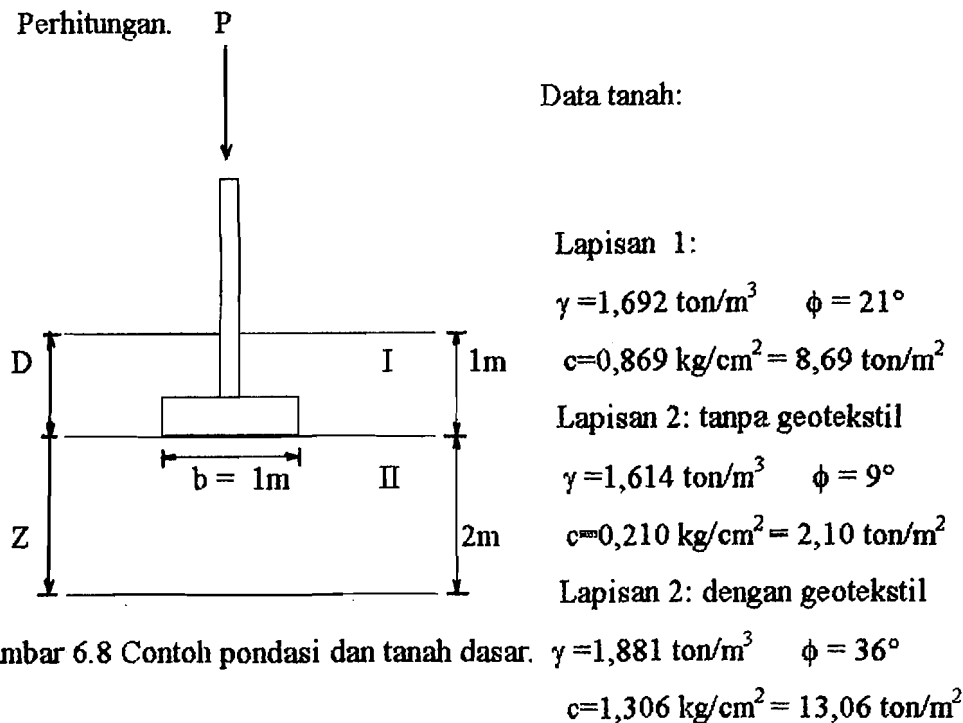 Perhitungan. P
Data tanah:
Lapisan 1:
γ =1,692 ton/m³ ϕ = 21°
D I 1m
c=0,869 kg/cm² = 8,69 ton/m²
Lapisan 2: tanpa geotekstil
b = 1m II
γ =1,614 ton/m³ ϕ = 9°
Z 2m
c=0,210 kg/cm² = 2,10 ton/m²
Lapisan 2: dengan geotekstil
mbar 6.8 Contoh pondasi dan tanah dasar. γ =1,881 ton/m³ ϕ = 36°
c=1,306 kg/cm² = 13,06 ton/m²